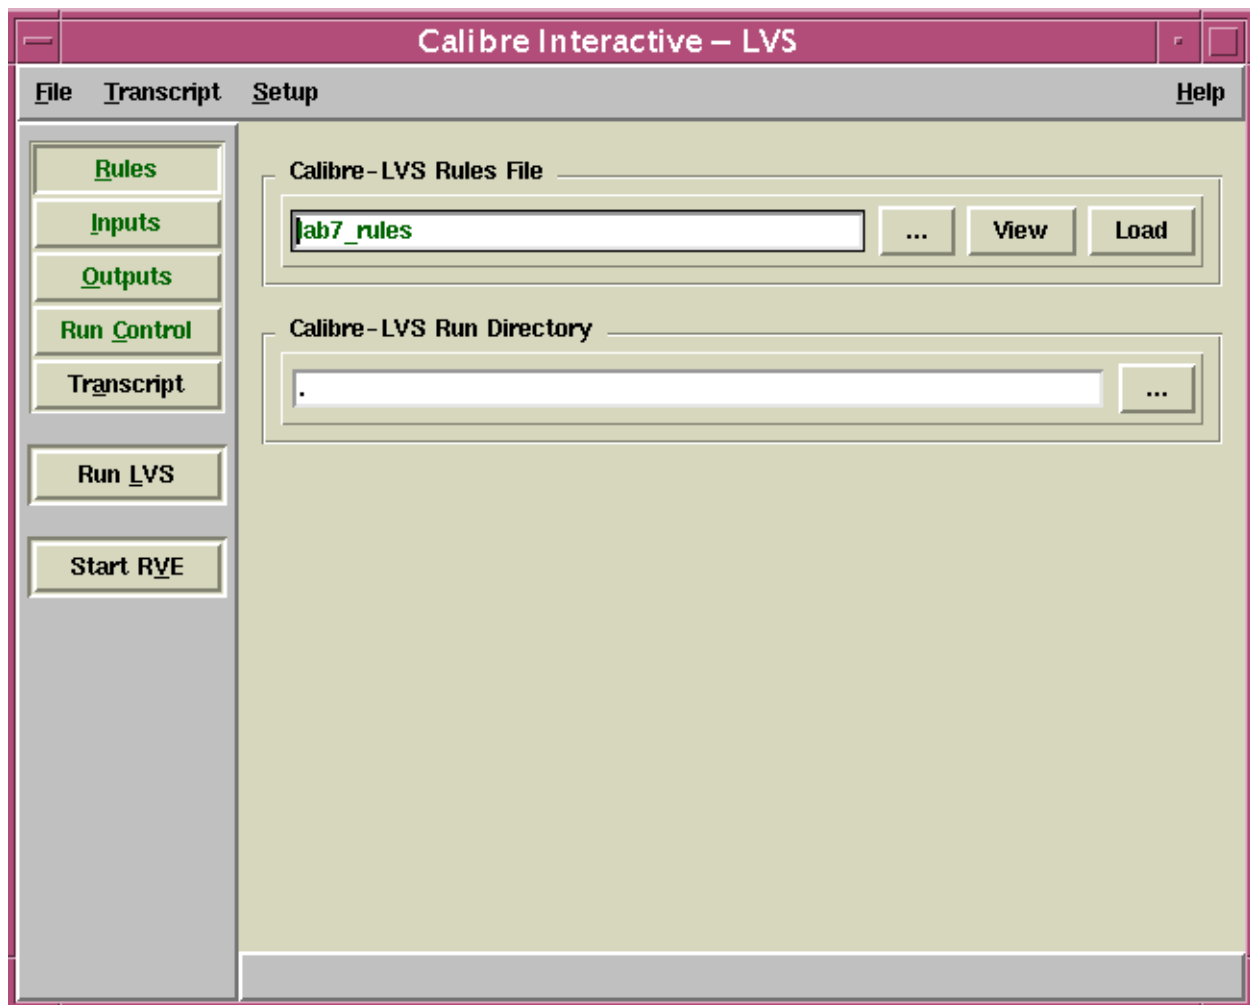 Calibre Interactive – LVS
File Transcript Setup Help
Rules
Inputs
Outputs
Run Control
Transcript
Run LVS
Start RVE
Calibre-LVS Rules File
lab7_rules ... View Load
Calibre-LVS Run Directory
. ...